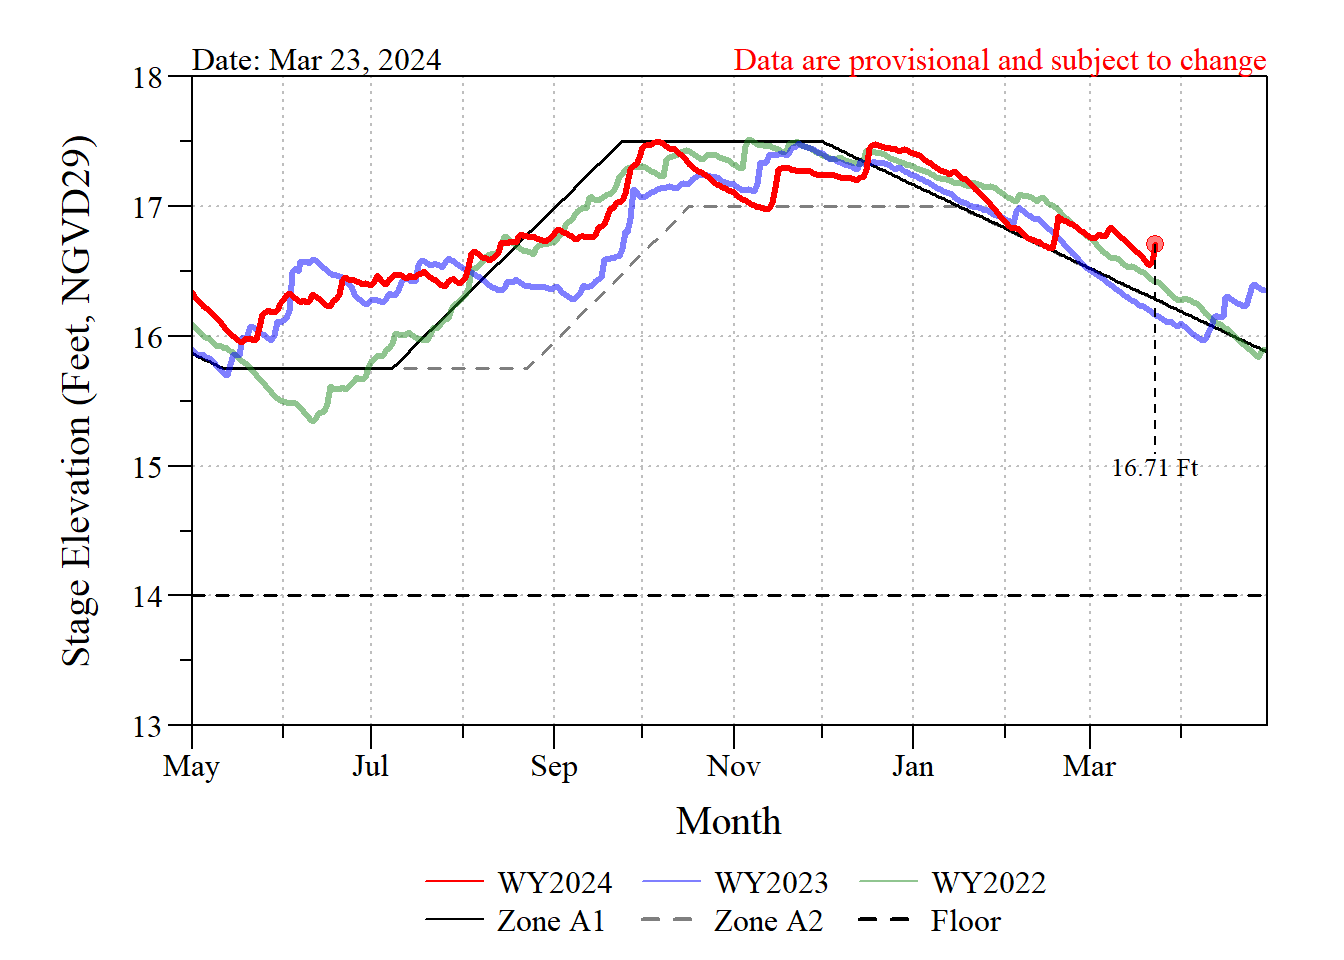 Date: Mar 23, 2024
Data are provisional and subject to change
Stage Elevation (Feet, NGVD29)
18
17
16
15
14
13
16.71 Ft
May Jul Sep Nov Jan Mar
Month
WY2024 WY2023 WY2022
Zone A1 Zone A2 Floor